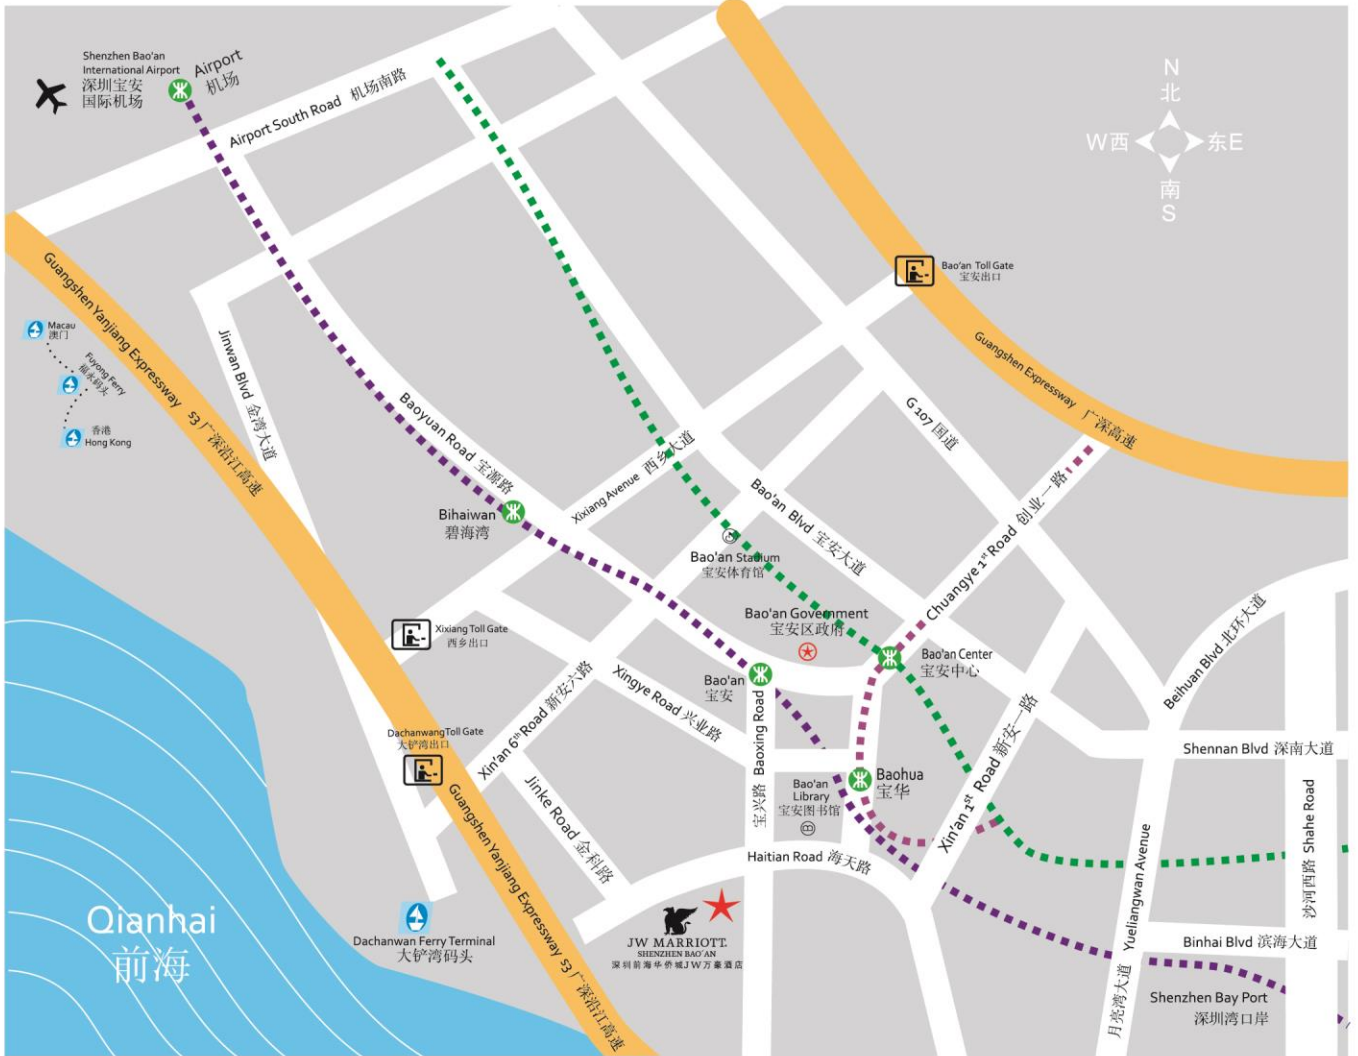 Shenzhen Bao'an
International Airport
深圳宝安
国际机场
Airport
机场
Airport South Road 机场南路
N
北
W西
东E
南
S
Bao'an Toll Gate
宝安出口
Guangshen Yanjiang Expressway S3 广深沿江高速
Macau
澳门
Fuyong Ferry
福永码头
香港
Hong Kong
Jinwan Blvd 金湾大道
Baoyuan Road 宝源路
Guangshen Expressway 广深高速
G 107 国道
Xixiang Avenue 西乡大道
Bihaiwan
碧海湾
Bao'an Blvd 宝安大道
Chuangye 1st Road 创业一路
Bao'an Stadium
宝安体育馆
Bao'an Government
宝安区政府
Xixiang Toll Gate
西乡出口
Bao'an Center
宝安中心
Beihuan Blvd 北环大道
Bao'an
宝安
Xingye Road 兴业路
Xin'an 6th Road 新安六路
Dachanwang Toll Gate
大铲湾出口
宝兴路 Baoxing Road
Xin'an 1st Road 新安一路
Shennan Blvd 深南大道
Baohua
宝华
Bao'an
Library
宝安图书馆
B
Jinke Road 金科路
Haitian Road 海天路
沙河西路 Shahe Road
月亮湾大道 Yueliangwan Avenue
Guangshen Yanjiang Expressway S3 广深沿江高速
Qianhai
前海
Dachanwan Ferry Terminal
大铲湾码头
JW MARRIOTT.
SHENZHEN BAO'AN
深圳前海华侨城JW万豪酒店
Binhai Blvd 滨海大道
Shenzhen Bay Port
深圳湾口岸